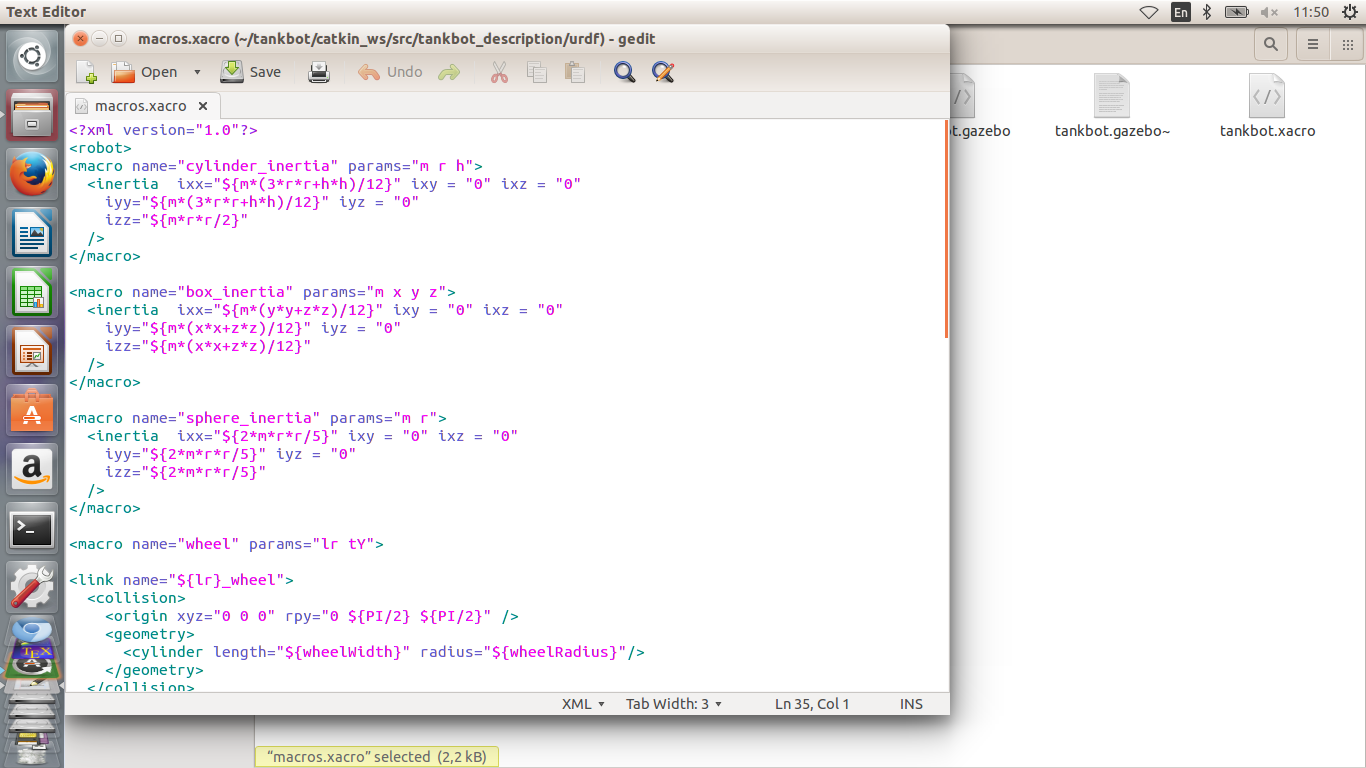 Text Editor
En
11:50
macros.xacro (~/tankbot/catkin_ws/src/tankbot_description/urdf) - gedit
Open
Save
Undo
macros.xacro
<?xml version="1.0"?>
<robot>
<macro name="cylinder_inertia" params="m r h">
  <inertia  ixx="${m*(3*r*r+h*h)/12}" ixy = "0" ixz = "0"
    iyy="${m*(3*r*r+h*h)/12}" iyz = "0"
    izz="${m*r*r/2}"
  />
</macro>
<macro name="box_inertia" params="m x y z">
  <inertia  ixx="${m*(y*y+z*z)/12}" ixy = "0" ixz = "0"
    iyy="${m*(x*x+z*z)/12}" iyz = "0"
    izz="${m*(x*x+z*z)/12}"
  />
</macro>
<macro name="sphere_inertia" params="m r">
  <inertia  ixx="${2*m*r*r/5}" ixy = "0" ixz = "0"
    iyy="${2*m*r*r/5}" iyz = "0"
    izz="${2*m*r*r/5}"
  />
</macro>
<macro name="wheel" params="lr tY">
<link name="${lr}_wheel">
  <collision>
    <origin xyz="0 0 0" rpy="0 ${PI/2} ${PI/2}" />
    <geometry>
      <cylinder length="${wheelWidth}" radius="${wheelRadius}"/>
    </geometry>
  </collision>
XML
Tab Width: 3
Ln 35, Col 1
INS
t.gazebo
tankbot.gazebo~
tankbot.xacro
“macros.xacro” selected (2,2 kB)
TEX